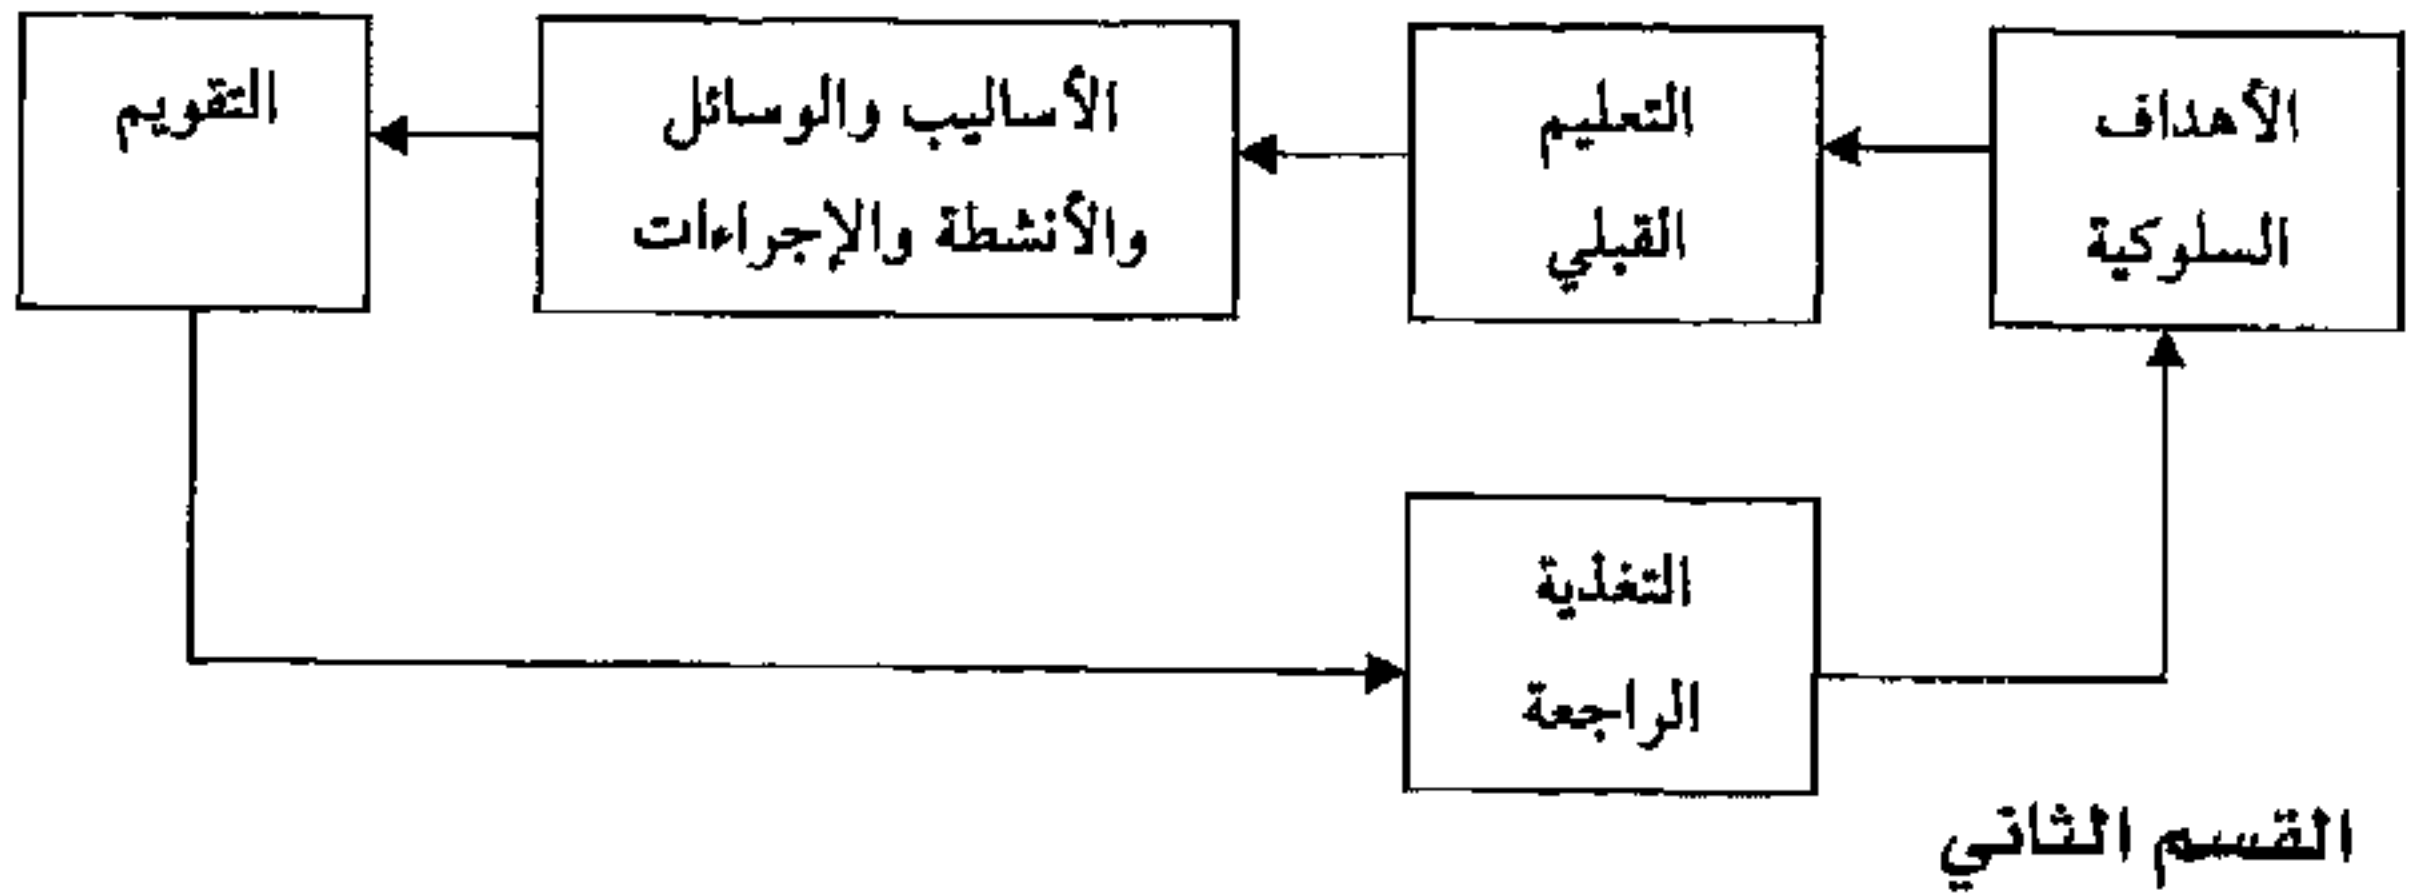 الأهداف
السلوكية
التعليم
القبلي
الأساليب والوسائل
والأنشطة والإجراءات
التقويم
التغذية
الراجعة
القسم الثاني